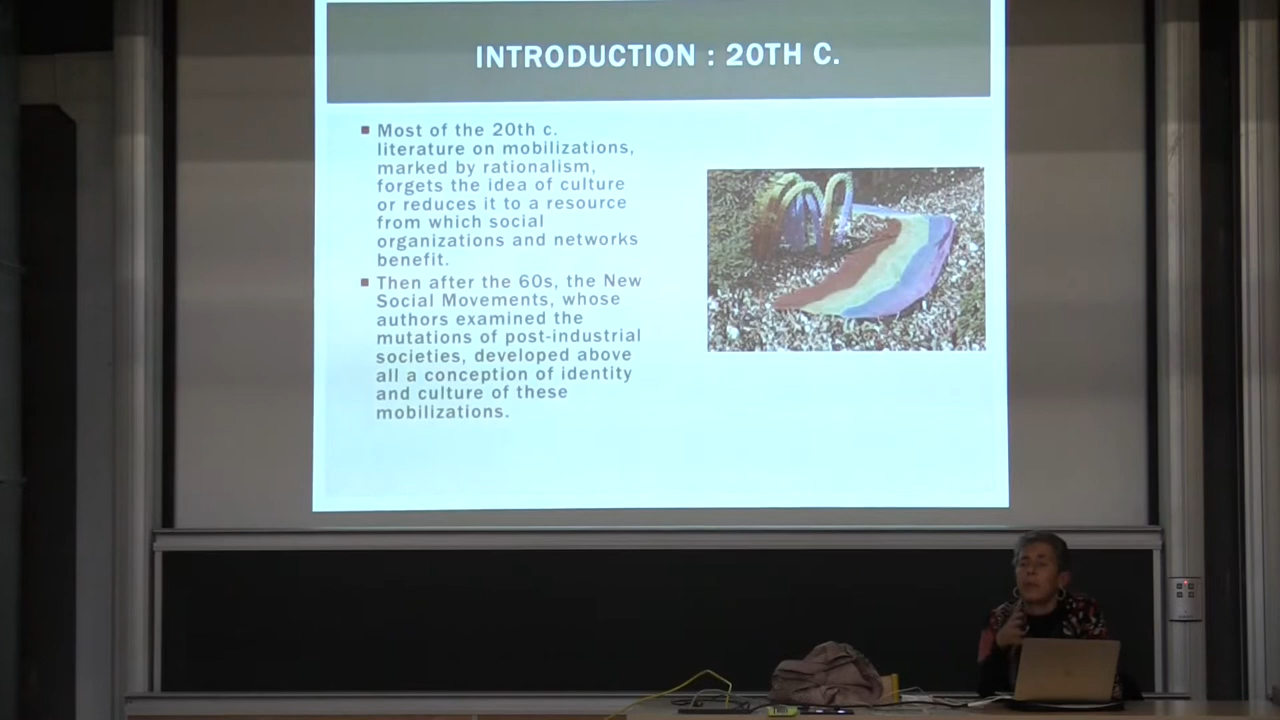 INTRODUCTION : 20TH C.
Most of the 20th c.
literature on mobilizations,
marked by rationalism,
forgets the idea of culture
or reduces it to a resource
from which social
organizations and networks
benefit.
Then after the 60s, the New
Social Movements, whose
authors examined the
mutations of post-industrial
societies, developed above
all a conception of identity
and culture of these
mobilizations.